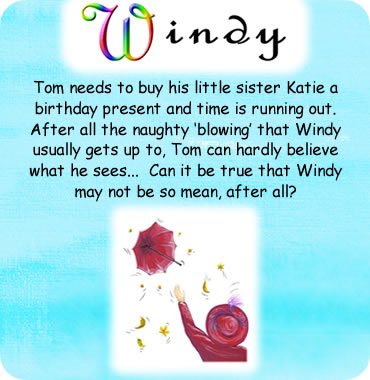 Windy
Tom needs to buy his little sister Katie a
birthday present and time is running out.
After all the naughty 'blowing' that Windy
usually gets up to, Tom can hardly believe
what he sees... Can it be true that Windy
may not be so mean, after all?